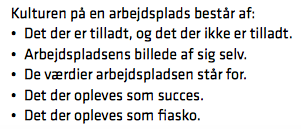 Kulturen på en arbejdsplads består af:
• Det der er tilladt, og det der ikke er tilladt.
• Arbejdspladsens billede af sig selv.
• De værdier arbejdspladsen står for.
• Det der opleves som succes.
• Det der opleves som fiasko.